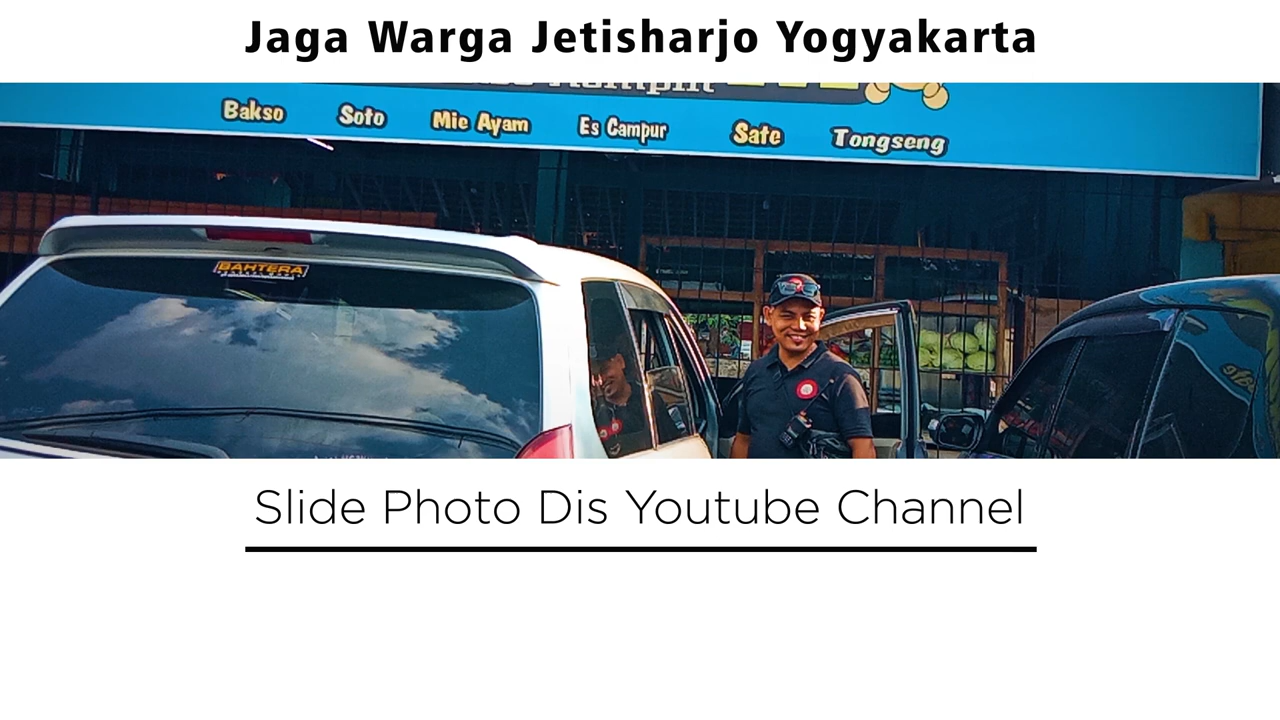 Jaga Warga Jetisharjo Yogyakarta
Bakso Soto Mie Ayam Es Campur Sate Tongseng
BAHTERA
Slide Photo Dis Youtube Channel